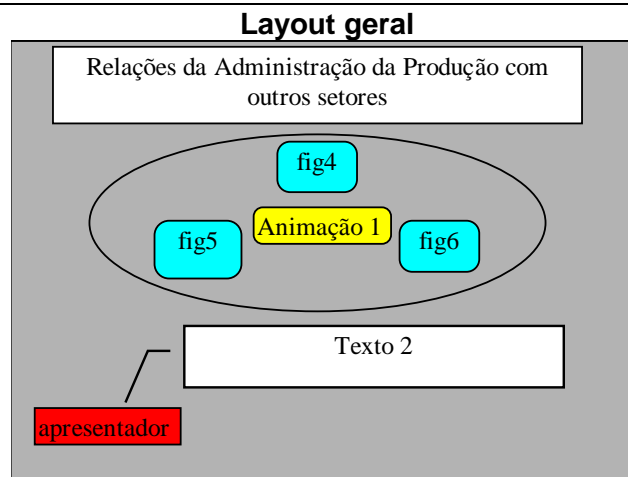 Layout geral
Relações da Administração da Produção com
outros setores
fig4
Animação 1
fig5
fig6
Texto 2
apresentador